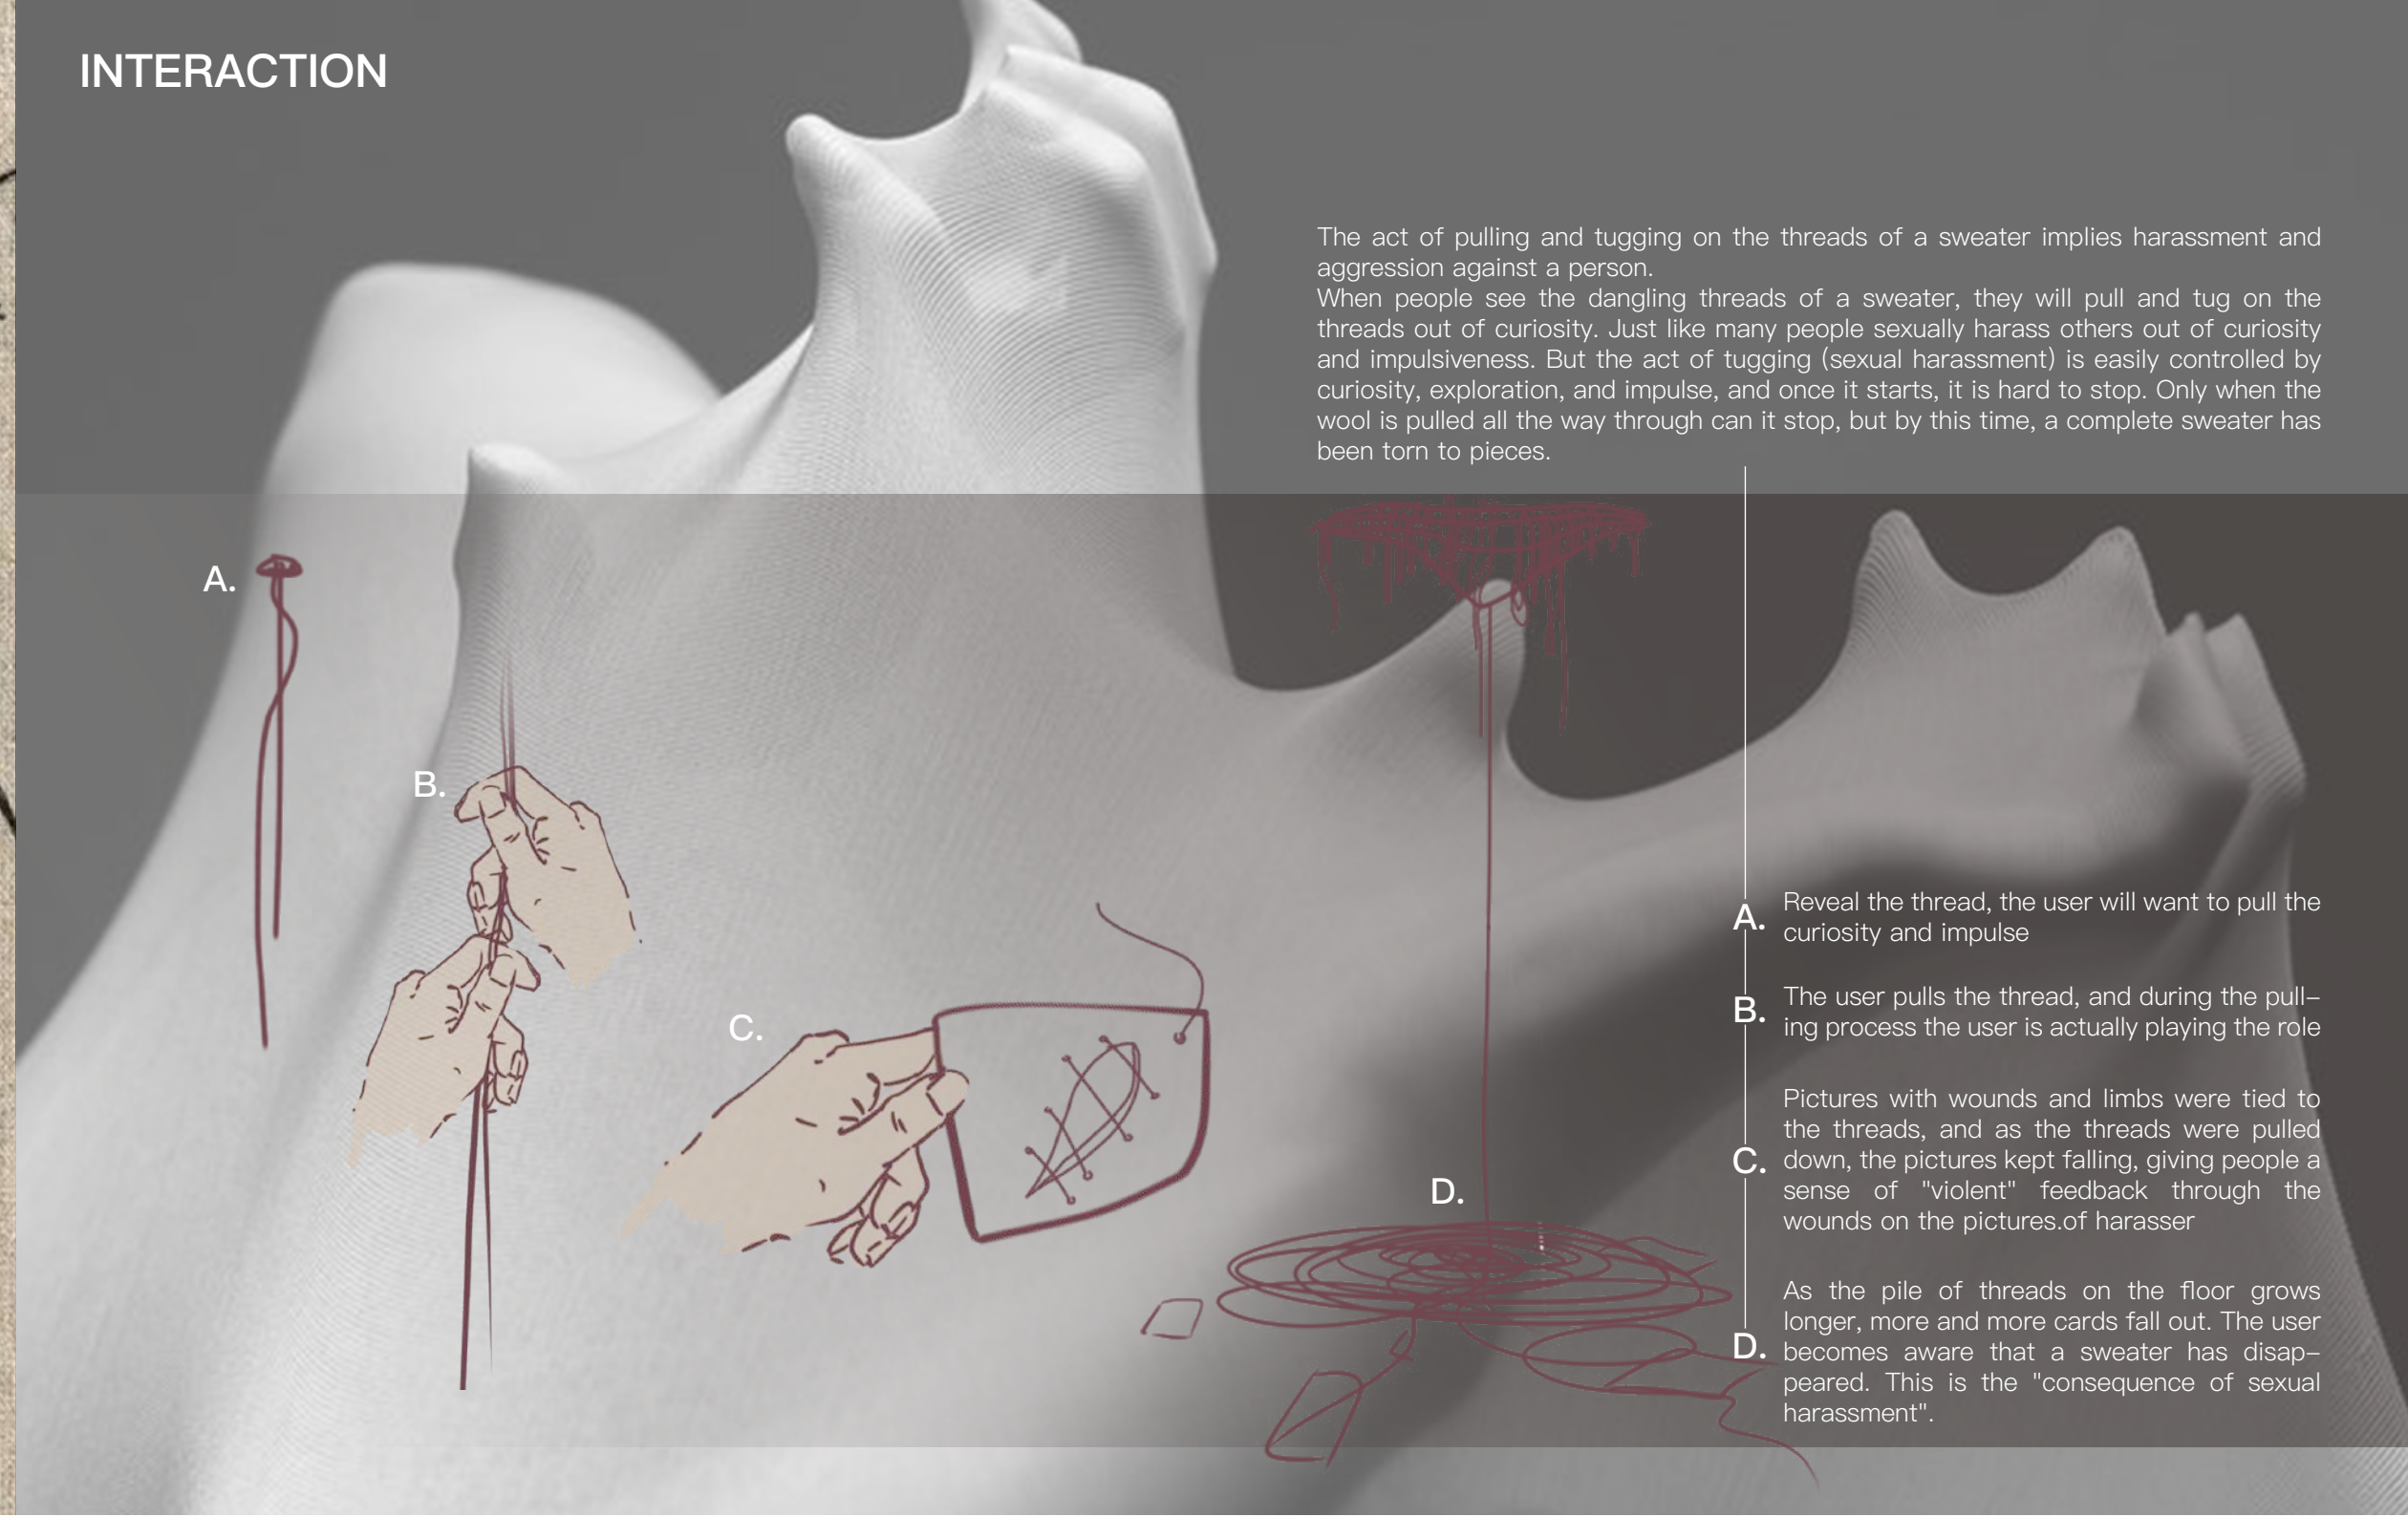 INTERACTION
The act of pulling and tugging on the threads of a sweater implies harassment and
aggression against a person.
When people see the dangling threads of a sweater, they will pull and tug on the
threads out of curiosity. Just like many people sexually harass others out of curiosity
and impulsiveness. But the act of tugging (sexual harassment) is easily controlled by
curiosity, exploration, and impulse, and once it starts, it is hard to stop. Only when the
wool is pulled all the way through can it stop, but by this time, a complete sweater has
been torn to pieces.
A.
B.
C.
D.
A.
Reveal the thread, the user will want to pull the
curiosity and impulse
B.
The user pulls the thread, and during the pull-
ing process the user is actually playing the role
C.
Pictures with wounds and limbs were tied to
the threads, and as the threads were pulled
down, the pictures kept falling, giving people a
sense of "violent" feedback through the
wounds on the pictures.of harasser
D.
As the pile of threads on the floor grows
longer, more and more cards fall out. The user
becomes aware that a sweater has disap-
peared. This is the "consequence of sexual
harassment".